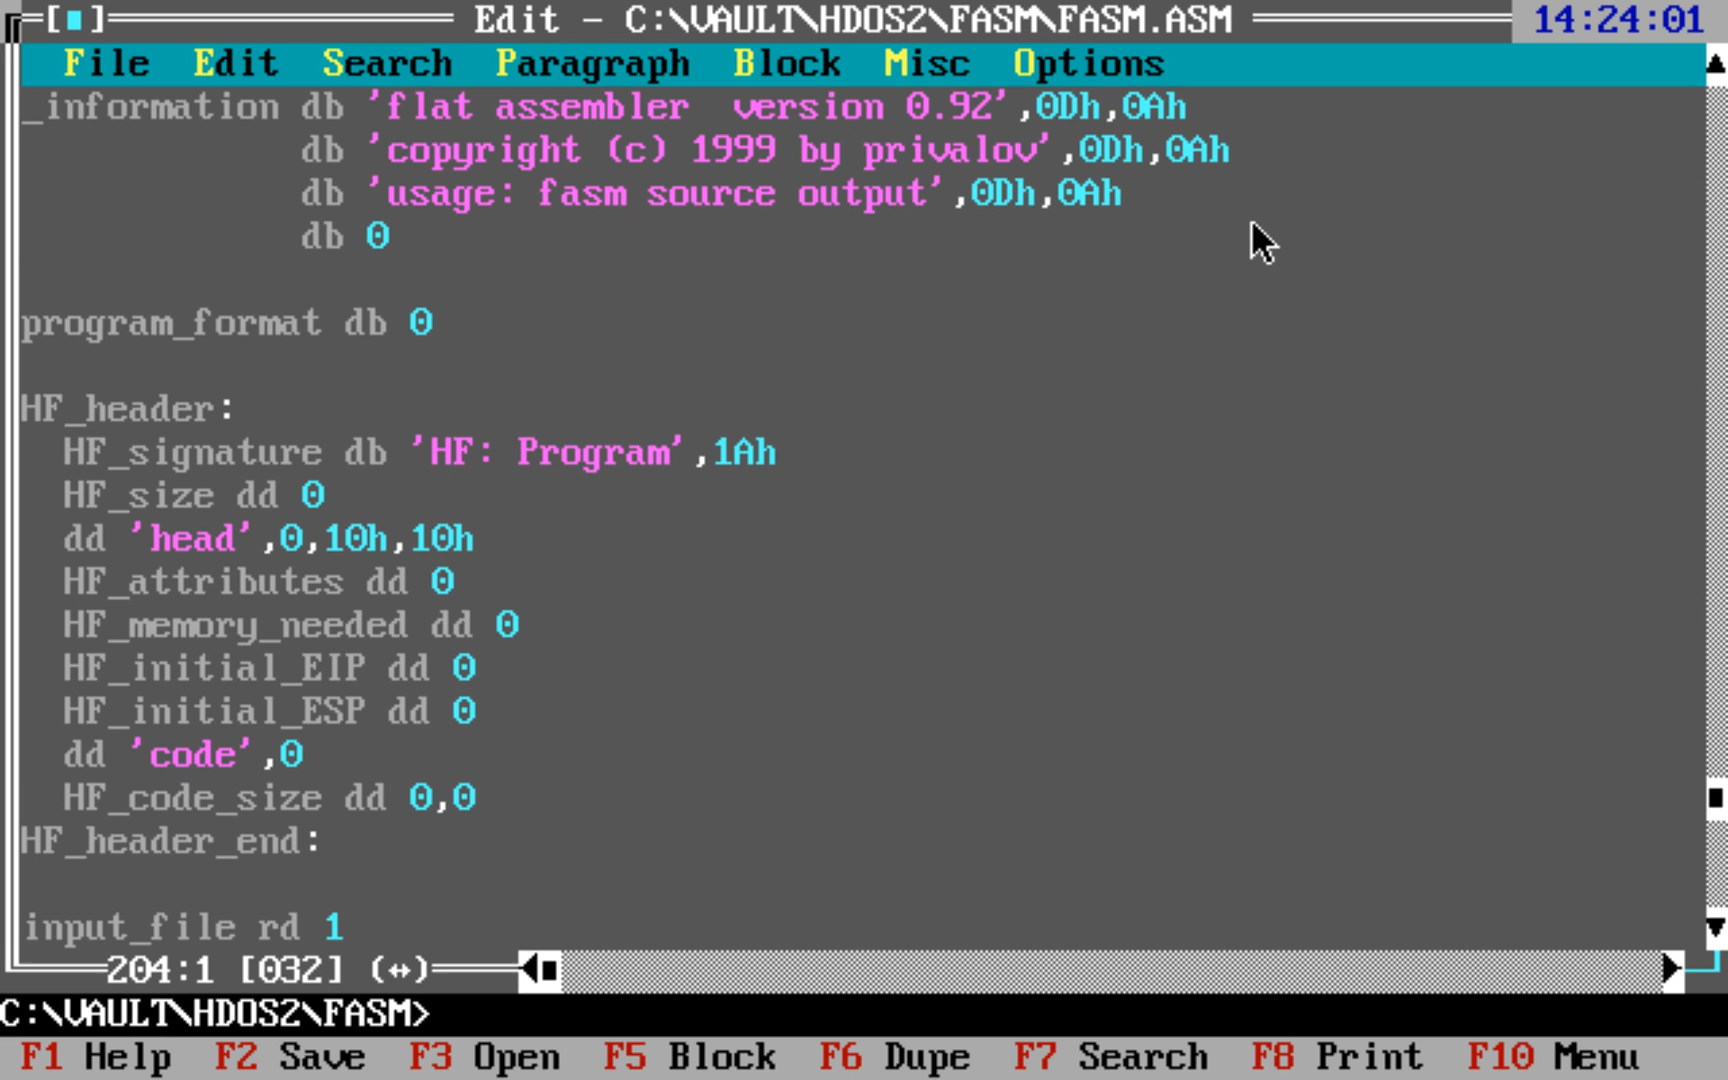 [■] Edit - C:\VAULT\HDOS2\FASM\FASM.ASM 14:24:01
File Edit Search Paragraph Block Misc Options
_information db 'flat assembler  version 0.92',0Dh,0Ah
             db 'copyright (c) 1999 by privalov',0Dh,0Ah
             db 'usage: fasm source output',0Dh,0Ah
             db 0
program_format db 0
HF_header:
  HF_signature db 'HF: Program',1Ah
  HF_size dd 0
  dd 'head',0,10h,10h
  HF_attributes dd 0
  HF_memory_needed dd 0
  HF_initial_EIP dd 0
  HF_initial_ESP dd 0
  dd 'code',0
  HF_code_size dd 0,0
HF_header_end:
input_file rd 1
204:1 [032] (↔)
C:\VAULT\HDOS2\FASM>
F1 Help F2 Save F3 Open F5 Block F6 Dupe F7 Search F8 Print F10 Menu